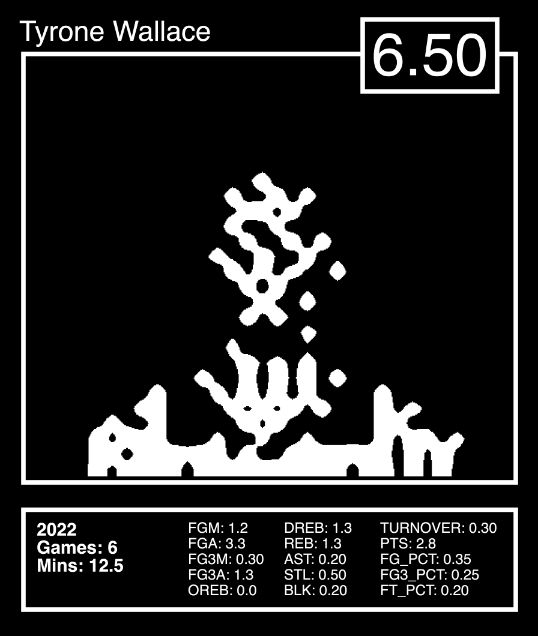 Tyrone Wallace
6.50
2022
Games: 6
Mins: 12.5
FGM: 1.2
FGA: 3.3
FG3M: 0.30
FG3A: 1.3
OREB: 0.0
DREB: 1.3
REB: 1.3
AST: 0.20
STL: 0.50
BLK: 0.20
TURNOVER: 0.30
PTS: 2.8
FG_PCT: 0.35
FG3_PCT: 0.25
FT_PCT: 0.20